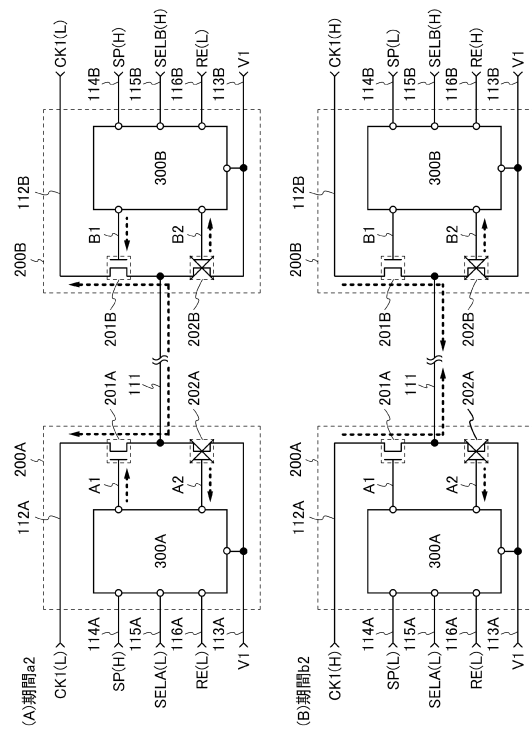 (A)期間a2
200A
112A
200B
112B
CK1(L)
CK1(L)
201A
201B
114A
A1
B1
114B
SP(H)
SP(H)
300A
111
300B
115A
115B
SELA(L)
SELB(H)
116A
A2
202A
202B
B2
116B
RE(L)
RE(H)
113A
113B
V1
V1
(B)期間b2
200A
112A
200B
112B
CK1(H)
CK1(H)
201A
201B
114A
A1
B1
114B
SP(L)
SP(L)
300A
111
300B
115A
115B
SELA(L)
SELB(H)
116A
A2
202A
202B
B2
116B
RE(L)
RE(H)
113A
113B
V1
V1